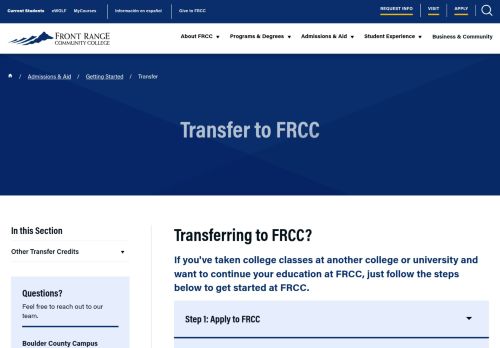 Current Students eWOLF MyCourses Información en español Give to FRCC REQUEST INFO VISIT APPLY
FRONT RANGE
COMMUNITY COLLEGE
About FRCC Programs & Degrees Admissions & Aid Student Experience Business & Community
/ Admissions & Aid / Getting Started / Transfer
Transfer to FRCC
In this Section
Other Transfer Credits
Questions?
Feel free to reach out to our
team.
Boulder County Campus
Transferring to FRCC?
If you've taken college classes at another college or university and
want to continue your education at FRCC, just follow the steps
below to get started at FRCC.
Step 1: Apply to FRCC